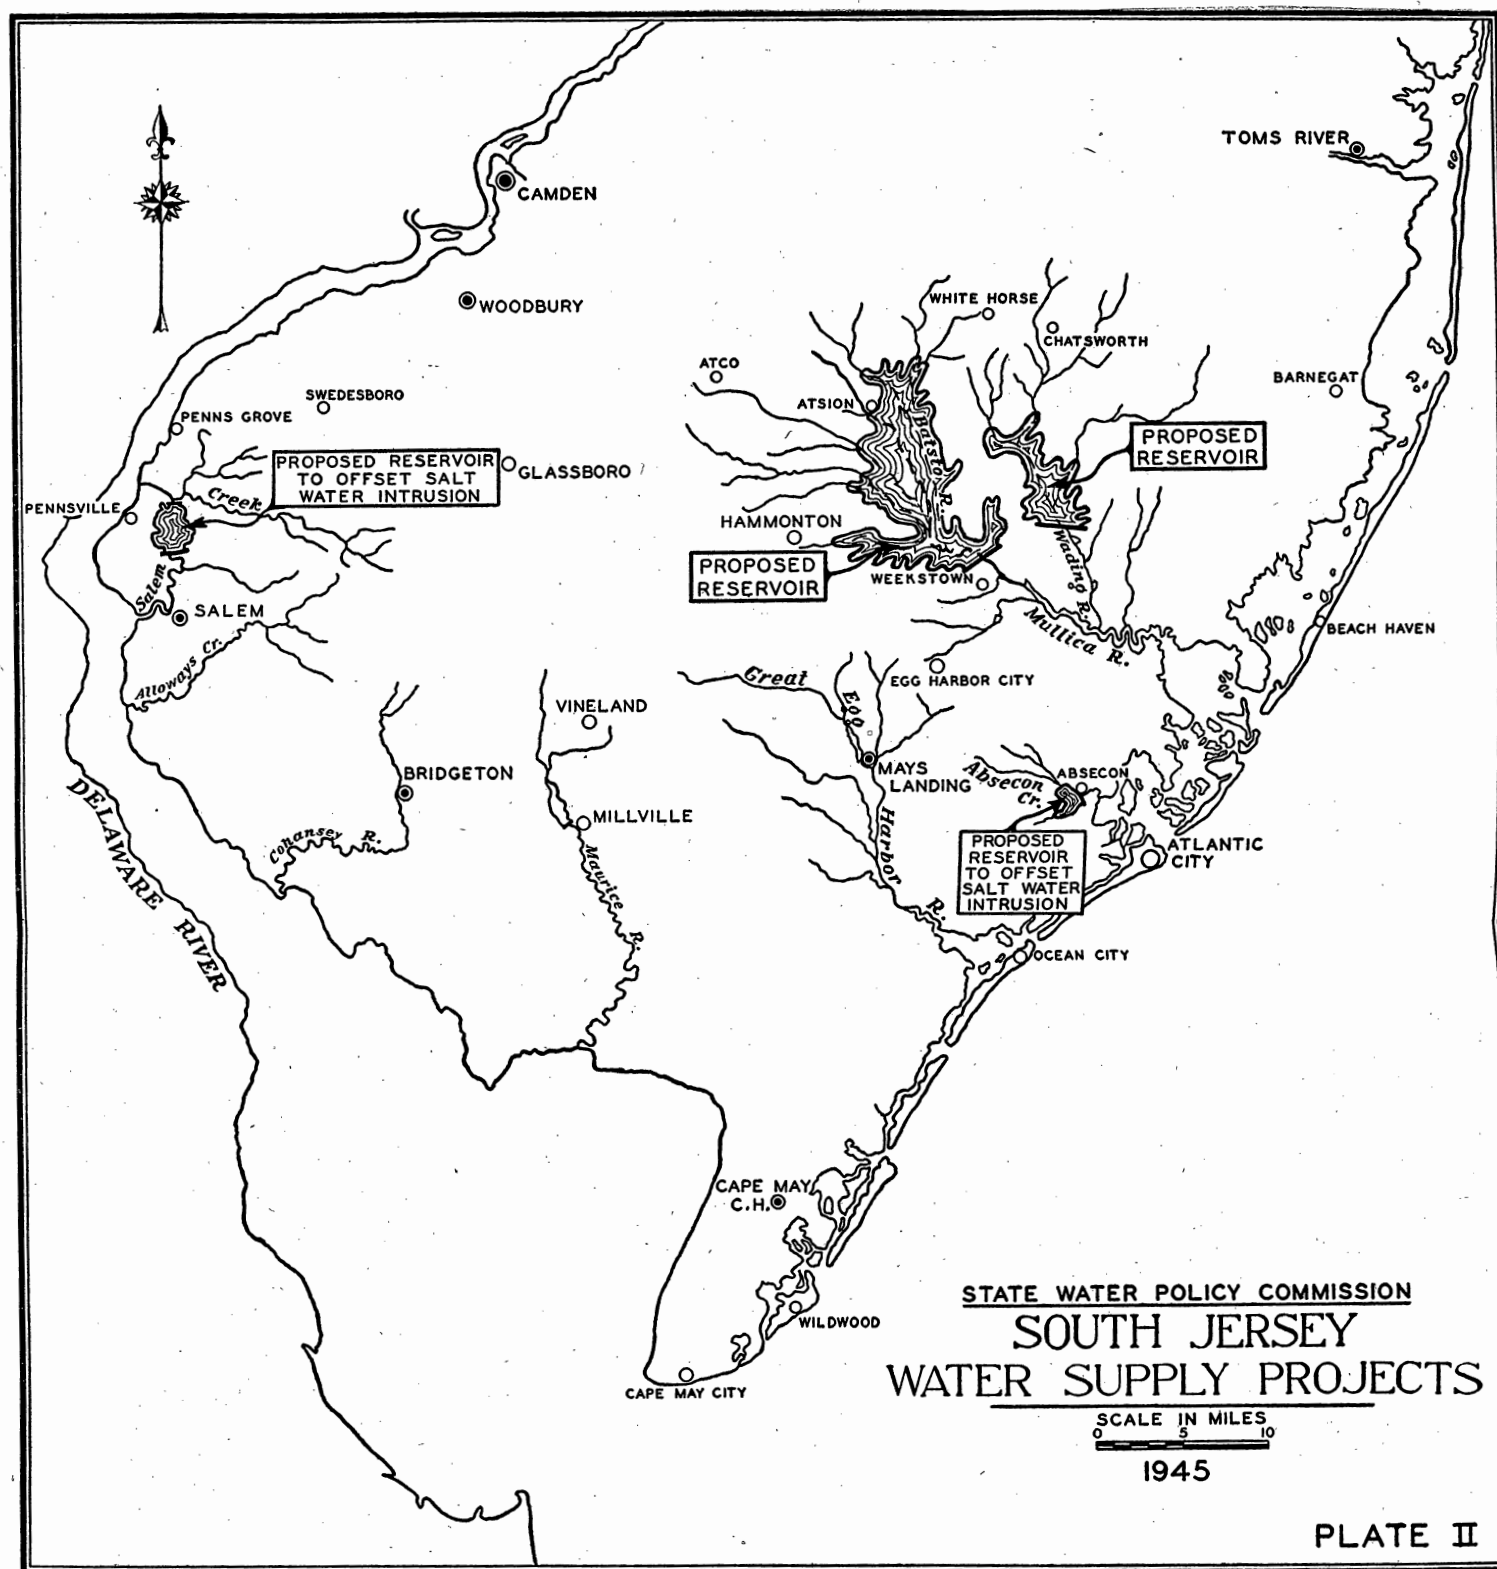 TOMS RIVER
CAMDEN
WOODBURY
WHITE HORSE
CHATSWORTH
ATCO
BARNEGAT
SWEDESBORO
ATSION
PENNS GROVE
Batsto R.
PROPOSED
RESERVOIR
PROPOSED RESERVOIR
TO OFFSET SALT
WATER INTRUSION
GLASSBORO
Creek
PENNSVILLE
HAMMONTON
PROPOSED
RESERVOIR
WEEKSTOWN
Wading R.
Salem
SALEM
Mullica R.
BEACH HAVEN
Alloways Cr.
Great
Egg
EGG HARBOR CITY
VINELAND
BRIDGETON
MAYS
LANDING
Absecon
Cr.
ABSECON
DELAWARE RIVER
MILLVILLE
Cohansey R.
Maurice
R.
Harbor
R.
PROPOSED
RESERVOIR
TO OFFSET
SALT WATER
INTRUSION
ATLANTIC
CITY
OCEAN CITY
CAPE MAY
C.H.
WILDWOOD
CAPE MAY CITY
STATE WATER POLICY COMMISSION
SOUTH JERSEY
WATER SUPPLY PROJECTS
SCALE IN MILES
0 5 10
1945
PLATE II